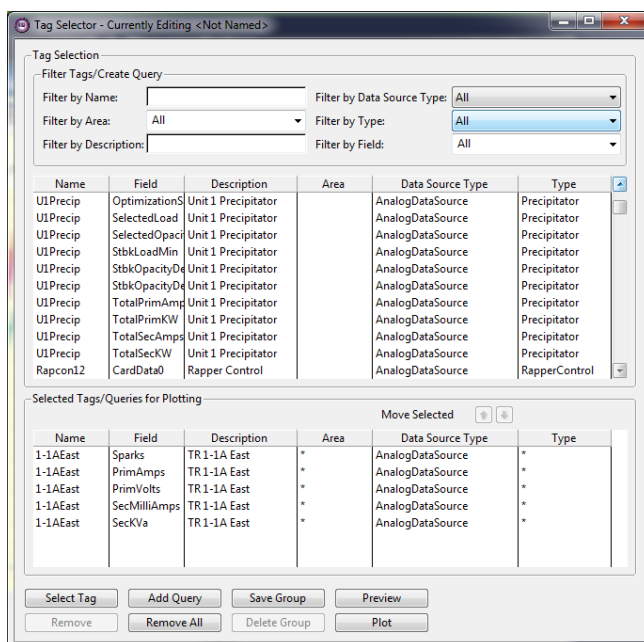 Tag Selector - Currently Editing <Not Named>
Tag Selection
Filter Tags/Create Query
Filter by Name: Filter by Data Source Type: All
Filter by Area: All Filter by Type: All
Filter by Description: Filter by Field: All
Name Field Description Area Data Source Type Type
U1Precip OptimizationS Unit 1 Precipitator AnalogDataSource Precipitator
U1Precip SelectedLoad Unit 1 Precipitator AnalogDataSource Precipitator
U1Precip SelectedOpaci Unit 1 Precipitator AnalogDataSource Precipitator
U1Precip StbkLoadMin Unit 1 Precipitator AnalogDataSource Precipitator
U1Precip StbkOpacityDe Unit 1 Precipitator AnalogDataSource Precipitator
U1Precip StbkOpacityDe Unit 1 Precipitator AnalogDataSource Precipitator
U1Precip TotalPrimAmp Unit 1 Precipitator AnalogDataSource Precipitator
U1Precip TotalPrimKW Unit 1 Precipitator AnalogDataSource Precipitator
U1Precip TotalSecAmps Unit 1 Precipitator AnalogDataSource Precipitator
U1Precip TotalSecKW Unit 1 Precipitator AnalogDataSource Precipitator
Rapcon12 CardData0 Rapper Control AnalogDataSource RapperControl
Selected Tags/Queries for Plotting
Move Selected
Name Field Description Area Data Source Type Type
1-1AEast Sparks TR 1-1A East * AnalogDataSource *
1-1AEast PrimAmps TR 1-1A East * AnalogDataSource *
1-1AEast PrimVolts TR 1-1A East * AnalogDataSource *
1-1AEast SecMilliAmps TR 1-1A East * AnalogDataSource *
1-1AEast SecKVa TR 1-1A East * AnalogDataSource *
Select Tag Add Query Save Group Preview
Remove Remove All Delete Group Plot